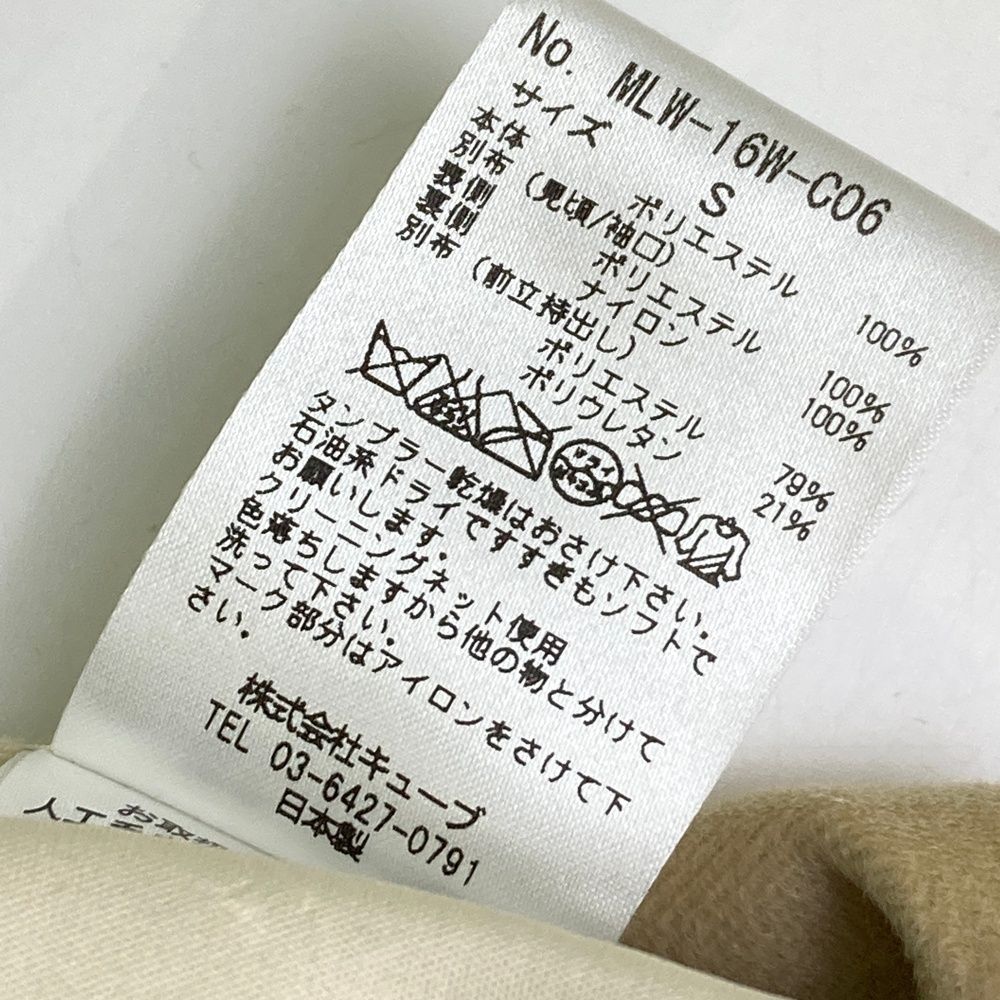 No. MLW-16W-C06
サイズ S
本体 ポリエステル 100%
別布 (見頃/袖口)
表側 ポリエステル 100%
裏側 ナイロン 100%
別布 (前立持出し)
ポリエステル 79%
ポリウレタン 21%
タンブラー乾燥はおさけ下さい.
石油系ドライですすぎもソフトで
お願いします.
クリーニングネット使用
色落ちしますから他の物と分けて
洗って下さい.
マーク部分はアイロンをさけて下
さい.
株式会社キューブ
TEL 03-6427-0791
日本製
お取
人工